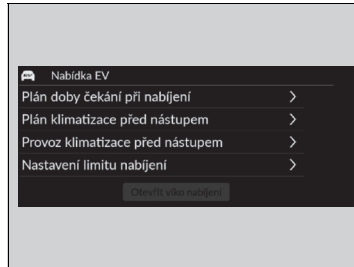 Nabídka EV
Plán doby čekání při nabíjení
Plán klimatizace před nástupem
Provoz klimatizace před nástupem
Nastavení limitu nabíjení
Otevřít víko nabíjení